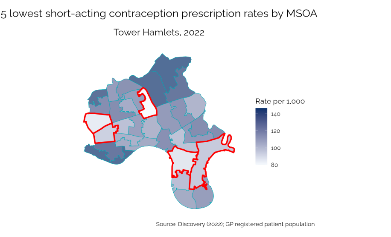 5 lowest short-acting contraception prescription rates by MSOA
Tower Hamlets, 2022
Rate per 1,000
140
120
100
80
Source: Discovery (2022); GP registered patient population